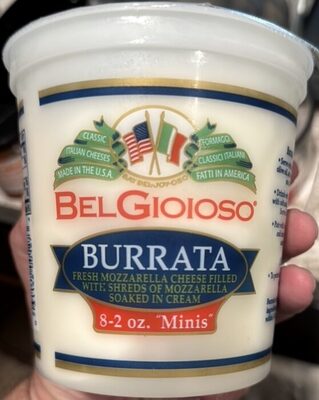 CLASSIC
ITALIAN CHEESES
MADE IN THE U.S.A.
FORMAGGI
CLASSICI ITALIANI
FATTI IN AMERICA
BELGIOIOSO®
BURRATA
FRESH MOZZARELLA CHEESE FILLED
WITH SHREDS OF MOZZARELLA
SOAKED IN CREAM
8-2 oz. "Minis"